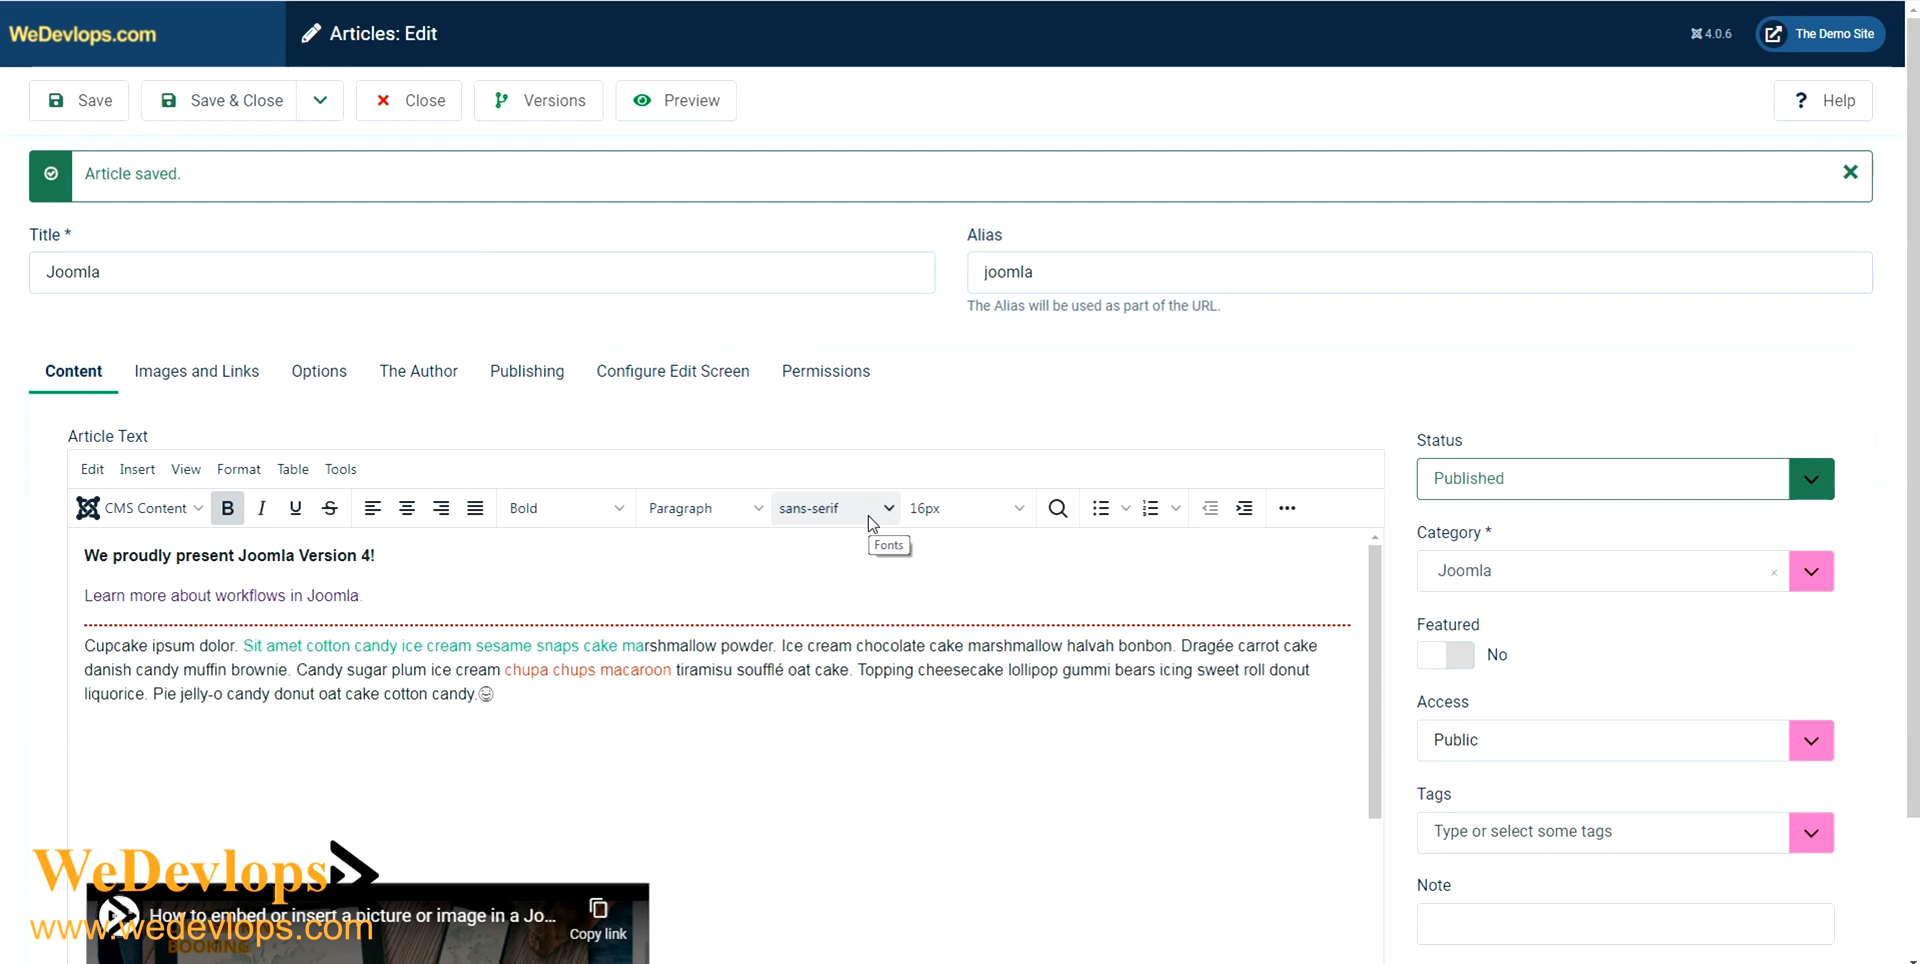 WeDevlops.com
Articles: Edit
4.0.6
The Demo Site
Save
Save & Close
Close
Versions
Preview
? Help
Article saved.
Title *
Alias
Joomla
joomla
The Alias will be used as part of the URL.
Content
Images and Links
Options
The Author
Publishing
Configure Edit Screen
Permissions
Article Text
Edit Insert View Format Table Tools
CMS Content B I U S Bold Paragraph sans-serif 16px
Fonts
We proudly present Joomla Version 4!
Learn more about workflows in Joomla.
Cupcake ipsum dolor. Sit amet cotton candy ice cream sesame snaps cake marshmallow powder. Ice cream chocolate cake marshmallow halvah bonbon. Dragée carrot cake
danish candy muffin brownie. Candy sugar plum ice cream chupa chups macaroon tiramisu soufflé oat cake. Topping cheesecake lollipop gummi bears icing sweet roll donut
liquorice. Pie jelly-o candy donut oat cake cotton candy.
Status
Published
Category *
Joomla
Featured
No
Access
Public
Tags
Type or select some tags
Note
WeDevlops
How to embed or insert a picture or image in a Jo...
Copy link
www.wedevlops.com
BOOKING